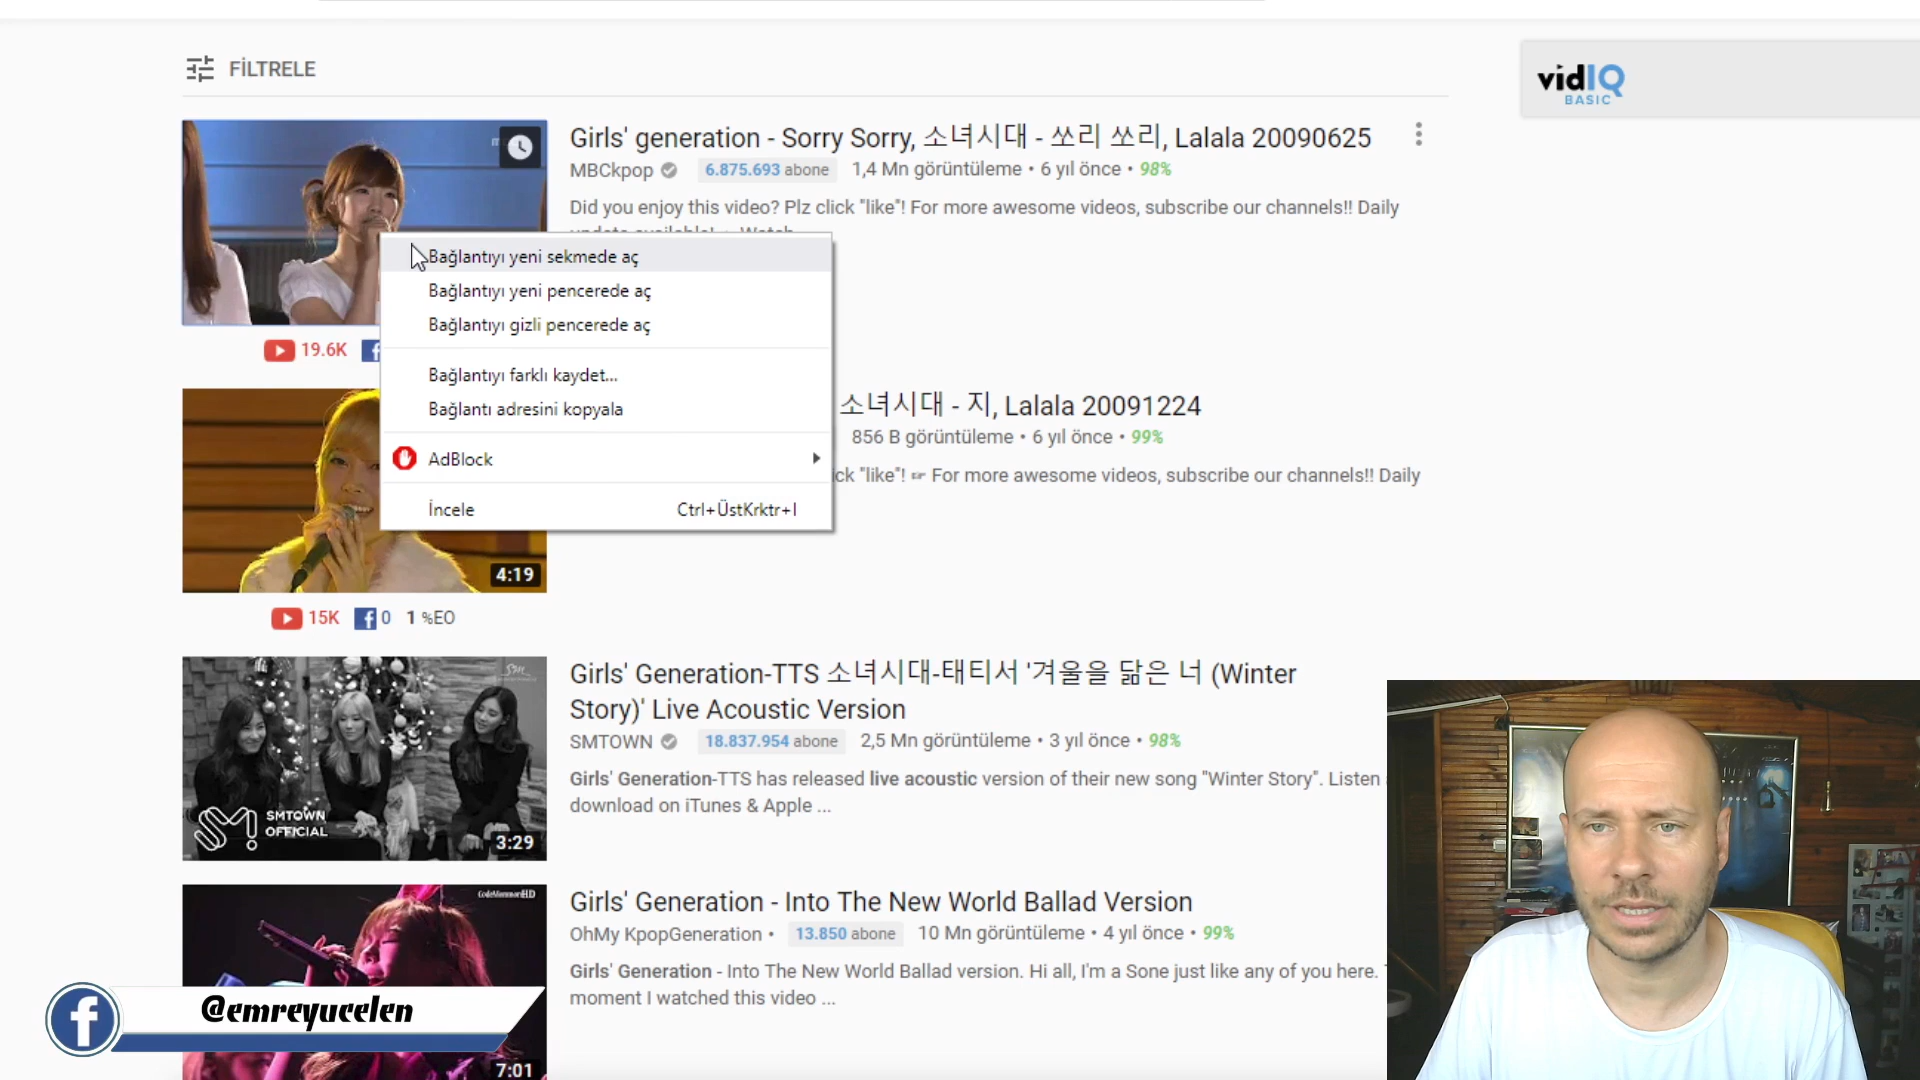 FİLTRELE
vidIQ
BASIC
Girls' generation - Sorry Sorry, 소녀시대 - 쏘리 쏘리, Lalala 20090625
MBCkpop 6.875.693 abone 1,4 Mn görüntüleme • 6 yıl önce • 98%
Did you enjoy this video? Plz click "like"! For more awesome videos, subscribe our channels!! Daily
Bağlantıyı yeni sekmede aç
Bağlantıyı yeni pencerede aç
Bağlantıyı gizli pencerede aç
19.6K
Bağlantıyı farklı kaydet...
Bağlantı adresini kopyala
소녀시대 - 지, Lalala 20091224
856 B görüntüleme • 6 yıl önce • 99%
AdBlock
ck "like"! ☞ For more awesome videos, subscribe our channels!! Daily
İncele Ctrl+ÜstKrktr+I
4:19
15K 0 1 %EO
Girls' Generation-TTS 소녀시대-태티서 '겨울을 닮은 너 (Winter
Story)' Live Acoustic Version
SMTOWN 18.837.954 abone 2,5 Mn görüntüleme • 3 yıl önce • 98%
Girls' Generation-TTS has released live acoustic version of their new song "Winter Story". Listen
download on iTunes & Apple ...
SMTOWN
OFFICIAL
3:29
Girls' Generation - Into The New World Ballad Version
OhMy KpopGeneration • 13.850 abone 10 Mn görüntüleme • 4 yıl önce • 99%
Girls' Generation - Into The New World Ballad version. Hi all, I'm a Sone just like any of you here.
moment I watched this video ...
@emreyucelen
7:01